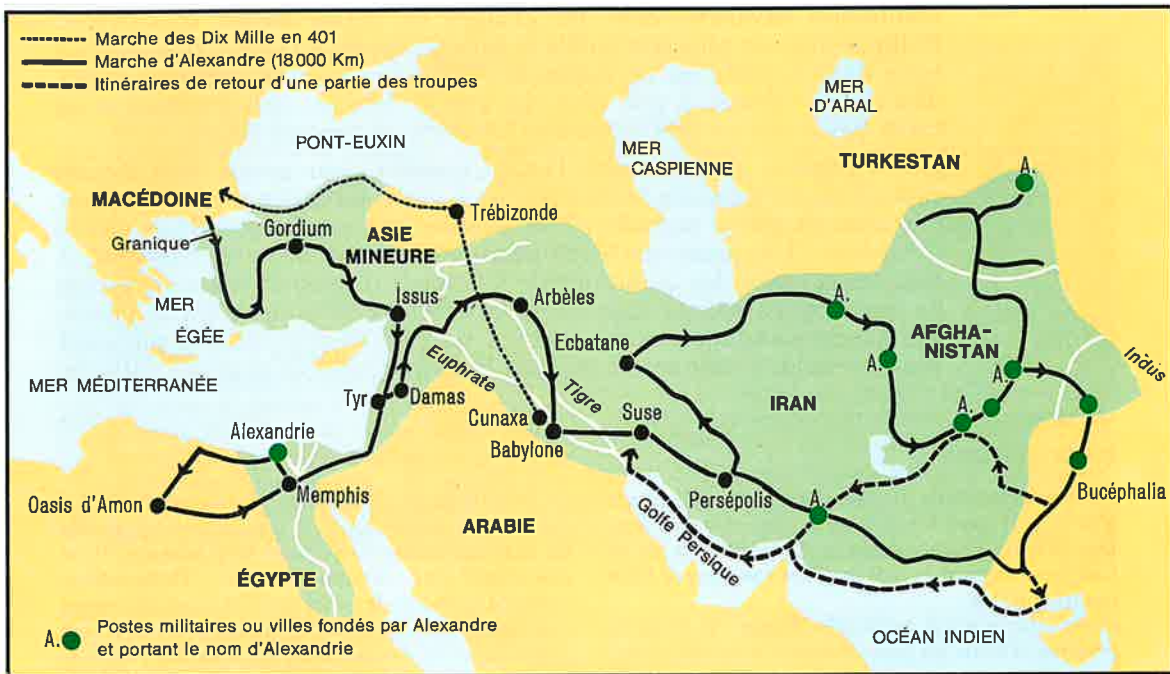 Marche des Dix Mille en 401
Marche d'Alexandre (18000 Km)
Itinéraires de retour d'une partie des troupes
MER
D'ARAL
PONT-EUXIN
MER
CASPIENNE
TURKESTAN
A.
MACÉDOINE
Trébizonde
Granique
Gordium
ASIE
MINEURE
MER
ÉGÉE
Issus
Arbèles
A.
AFGHA-
NISTAN
Ecbatane
A.
A.
Indus
MER MÉDITERRANÉE
Euphrate
Tyr
Damas
Tigre
IRAN
A.
Cunaxa
Suse
Alexandrie
Babylone
Bucéphalia
Memphis
Persépolis
A.
Oasis d'Amon
ARABIE
Golfe Persique
ÉGYPTE
OCÉAN INDIEN
A. Postes militaires ou villes fondés par Alexandre
et portant le nom d'Alexandrie